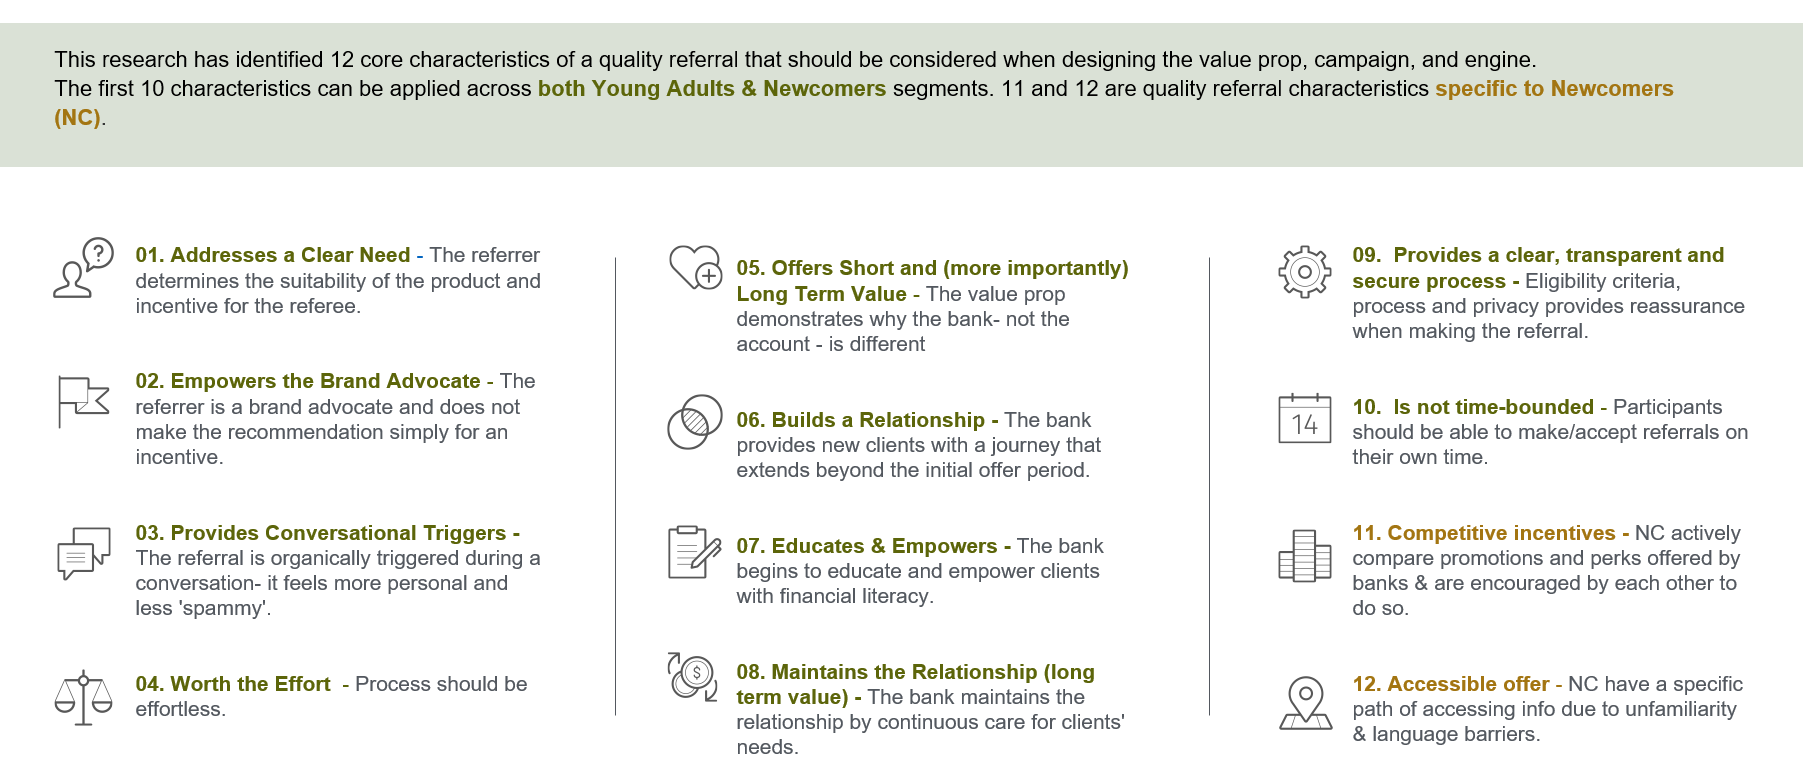 This research has identified 12 core characteristics of a quality referral that should be considered when designing the value prop, campaign, and engine.
The first 10 characteristics can be applied across both Young Adults & Newcomers segments. 11 and 12 are quality referral characteristics specific to Newcomers
(NC).
01. Addresses a Clear Need - The referrer
determines the suitability of the product and
incentive for the referee.
02. Empowers the Brand Advocate - The
referrer is a brand advocate and does not
make the recommendation simply for an
incentive.
03. Provides Conversational Triggers -
The referral is organically triggered during a
conversation- it feels more personal and
less 'spammy'.
04. Worth the Effort  - Process should be
effortless.
05. Offers Short and (more importantly)
Long Term Value - The value prop
demonstrates why the bank- not the
account - is different
06. Builds a Relationship - The bank
provides new clients with a journey that
extends beyond the initial offer period.
07. Educates & Empowers - The bank
begins to educate and empower clients
with financial literacy.
$
08. Maintains the Relationship (long
term value) - The bank maintains the
relationship by continuous care for clients'
needs.
09.  Provides a clear, transparent and
secure process - Eligibility criteria,
process and privacy provides reassurance
when making the referral.
14
10.  Is not time-bounded - Participants
should be able to make/accept referrals on
their own time.
11. Competitive incentives - NC actively
compare promotions and perks offered by
banks & are encouraged by each other to
do so.
12. Accessible offer - NC have a specific
path of accessing info due to unfamiliarity
& language barriers.